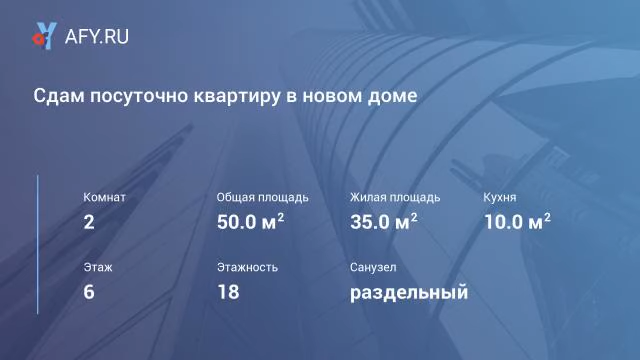 AFY.RU
Сдам посуточно квартиру в новом доме
Комнат Общая площадь Жилая площадь Кухня
2 50.0 м² 35.0 м² 10.0 м²
Этаж Этажность Санузел
6 18 раздельный